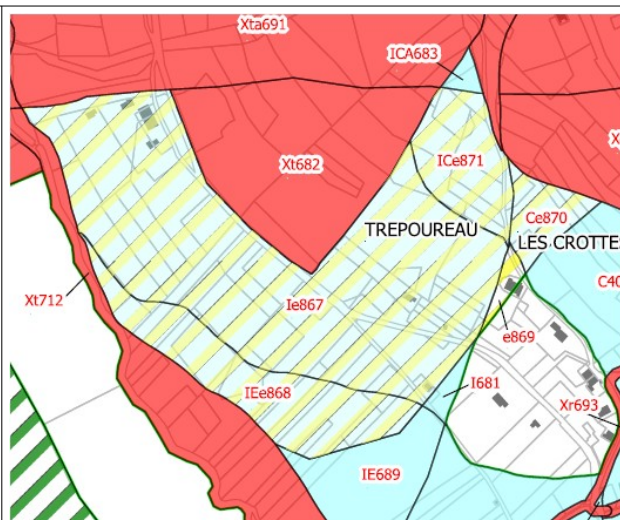 Xta691
ICA683
Xt682
ICe871
TREPOUREAU
Ce870
LES CROTTES
C40
Xt712
Ie867
e869
IEe868
I681
Xr693
IE689